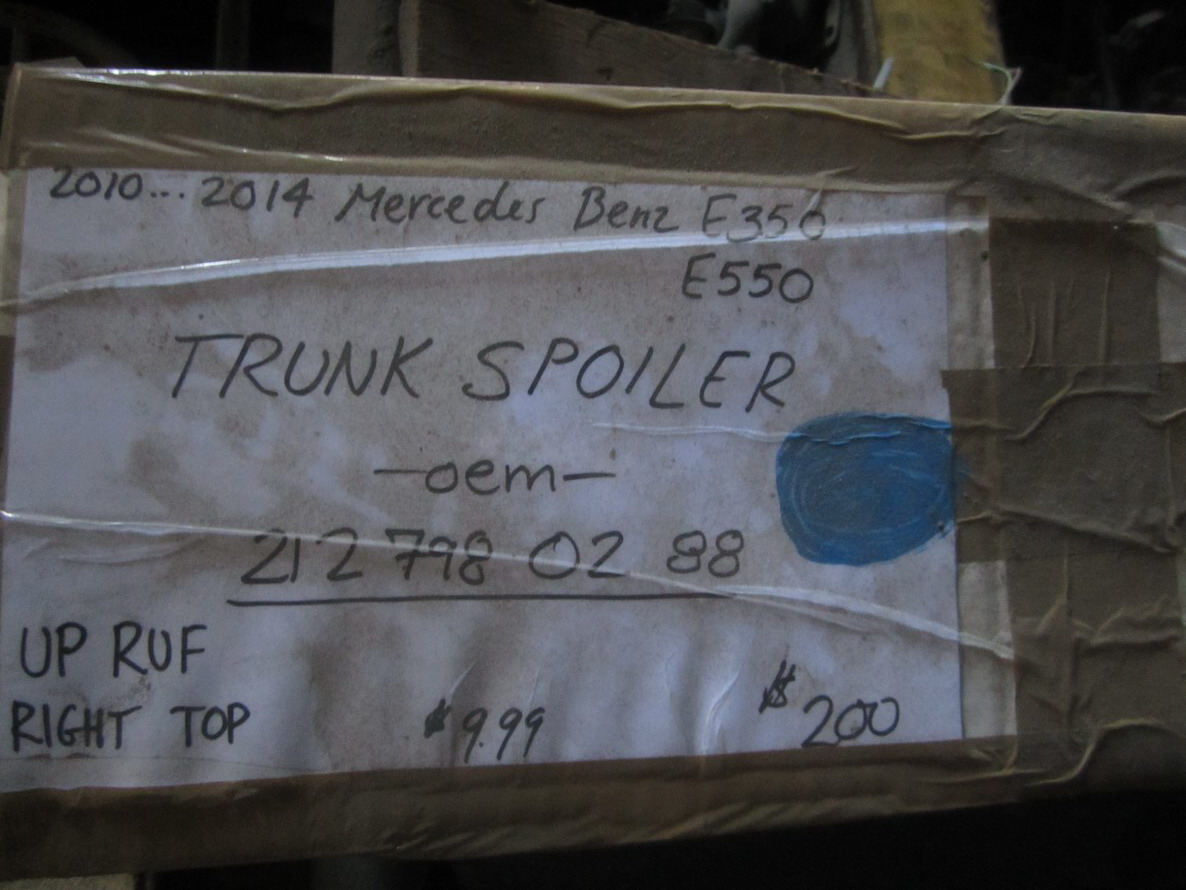 2010... 2014 Mercedes Benz E350
E550
TRUNK SPOILER
—oem—
212 798 02 88
UP RUF
RIGHT TOP $9.99 $200